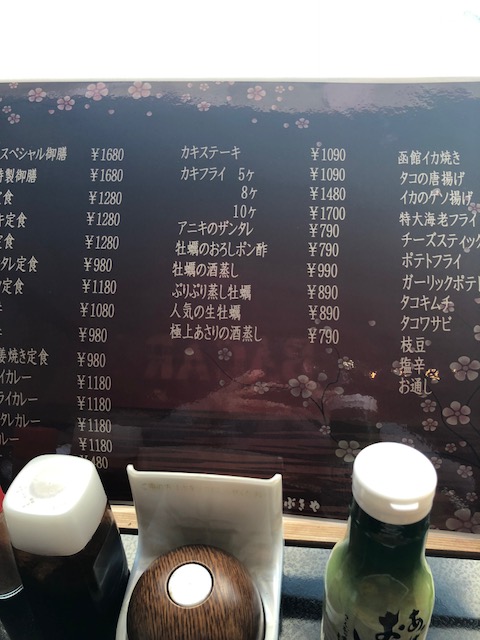 スペシャル御膳 ¥1680
特製御膳 ¥1680
定食 ¥1280
キ定食 ¥1280
定食 ¥1280
タレ定食 ¥980
定食 ¥1180
¥1080
¥980
姜焼き定食 ¥980
イカレー ¥1180
ライカレー ¥1180
タレカレー ¥1180
カレー ¥1180
480
カキステーキ ¥1090
カキフライ 5ヶ ¥1090
8ヶ ¥1480
10ヶ ¥1700
アニキのザンタレ ¥790
牡蠣のおろしポン酢 ¥790
牡蠣の酒蒸し ¥990
ぷりぷり蒸し牡蠣 ¥890
人気の生牡蠣 ¥890
極上あさりの酒蒸し ¥790
函館イカ焼き
タコの唐揚げ
イカのゲソ揚げ
特大海老フライ
チーズスティック
ポテトフライ
ガーリックポテト
タコキムチ
タコワサビ
枝豆
塩辛
お通し